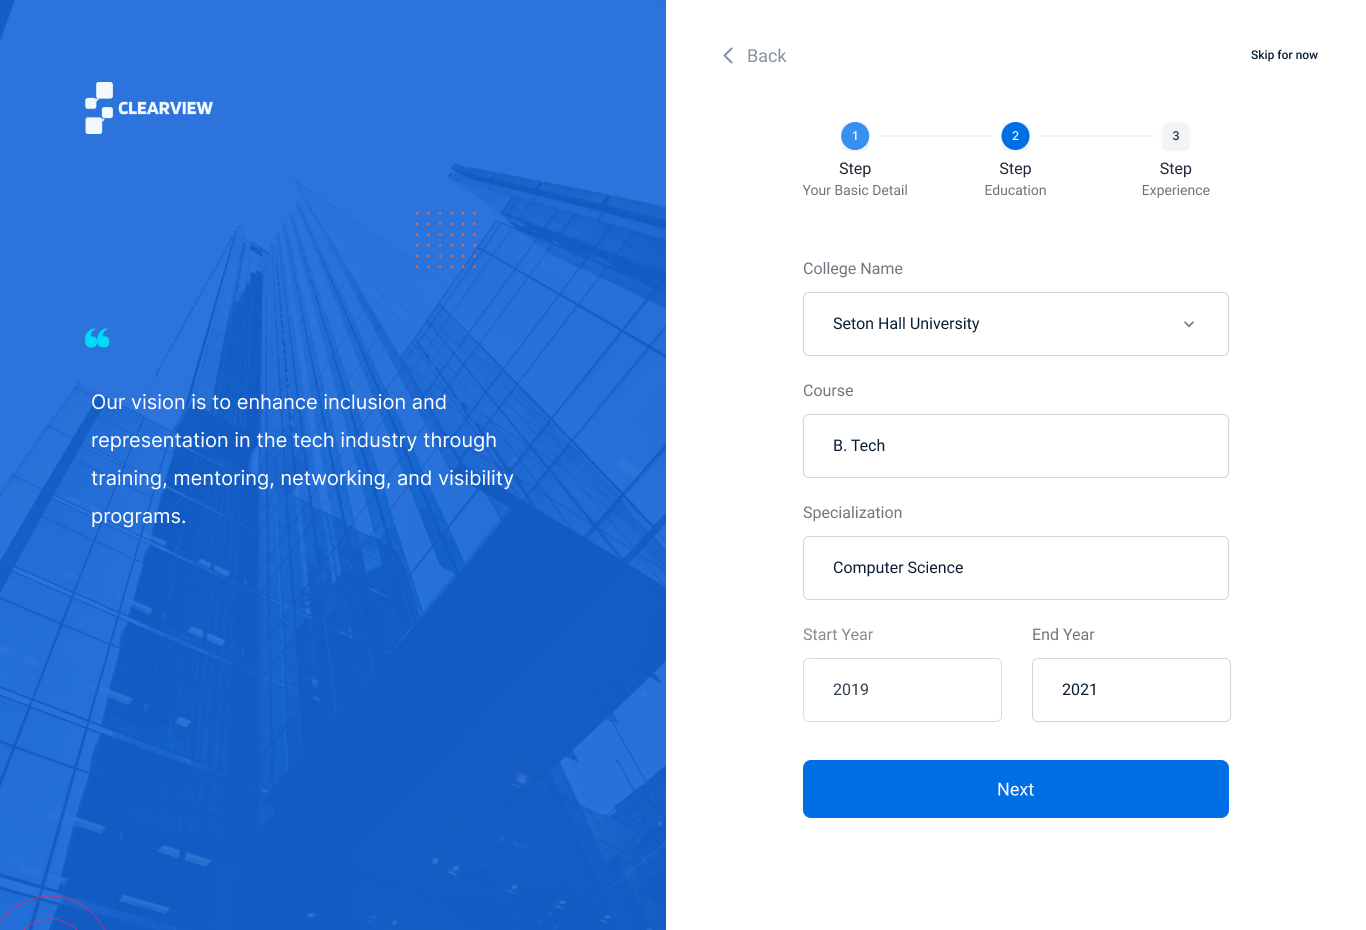 CLEARVIEW
“
Our vision is to enhance inclusion and
representation in the tech industry through
training, mentoring, networking, and visibility
programs.
Back
Skip for now
1
2
3
Step
Step
Step
Your Basic Detail
Education
Experience
College Name
Seton Hall University
Course
B. Tech
Specialization
Computer Science
Start Year
End Year
2019
2021
Next